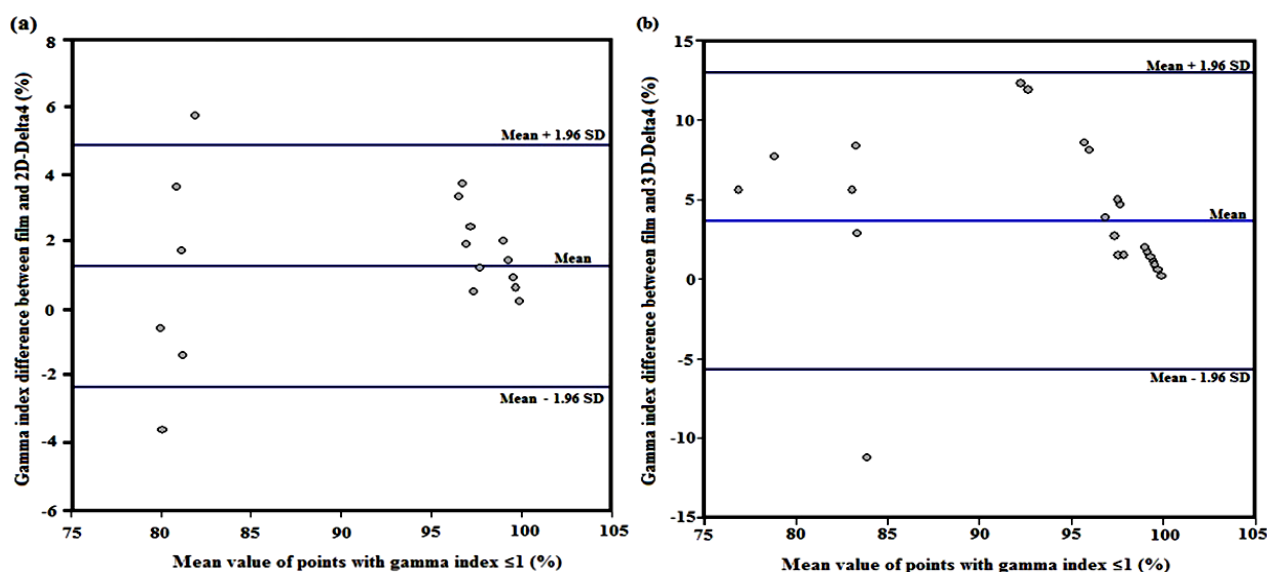 (a)
Gamma index difference between film and 2D-Delta4 (%)
8
6
4
2
0
-2
-4
-6
Mean + 1.96 SD
Mean
Mean - 1.96 SD
75
80
85
90
95
100
105
Mean value of points with gamma index ≤1 (%)
(b)
Gamma index difference between film and 3D-Delta4 (%)
15
10
5
0
-5
-10
-15
Mean + 1.96 SD
Mean
Mean - 1.96 SD
75
80
85
90
95
100
105
Mean value of points with gamma index ≤1 (%)